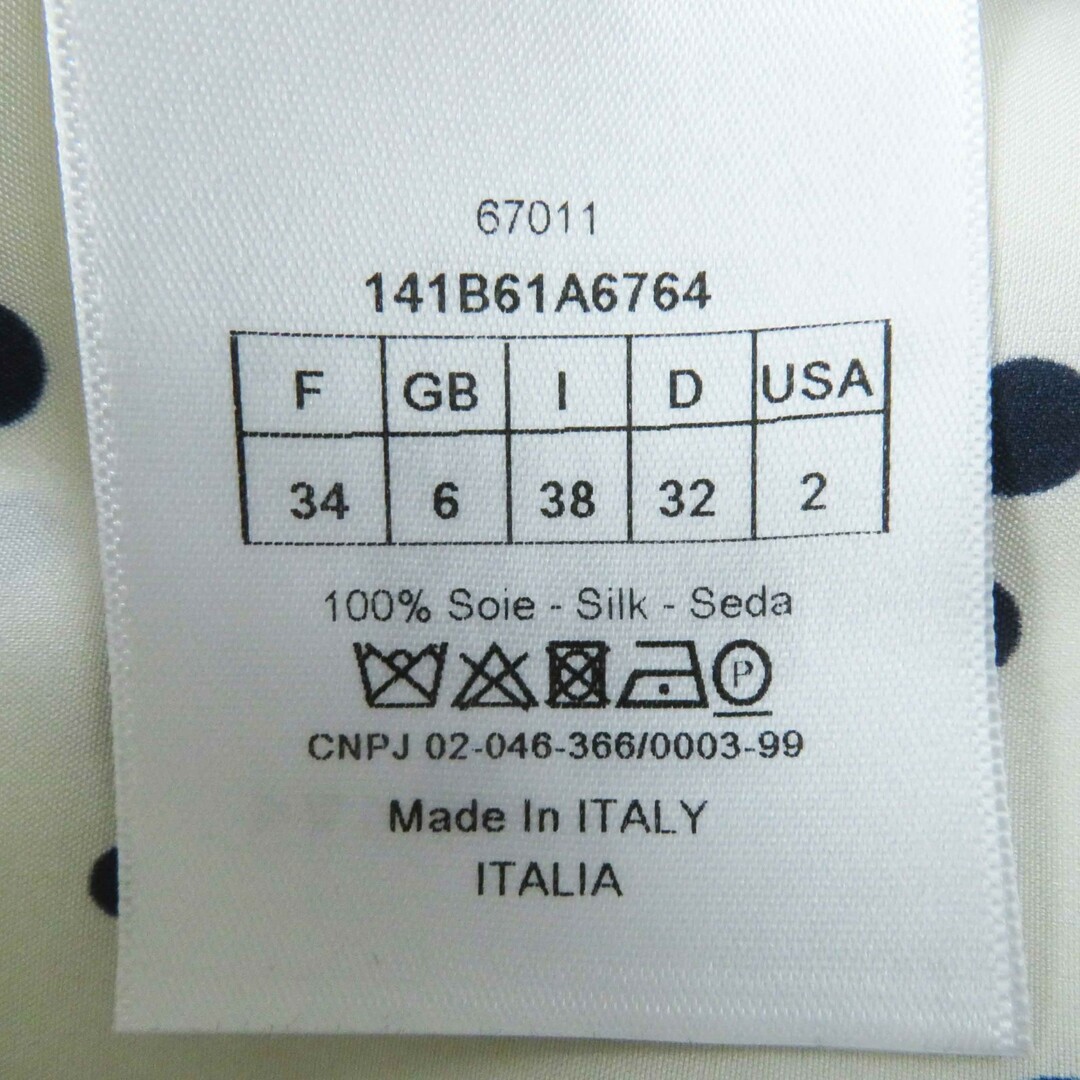 67011
141B61A6764
F GB I D USA
34 6 38 32 2
100% Soie - Silk - Seda
P
CNPJ 02-046-366/0003-99
Made In ITALY
ITALIA